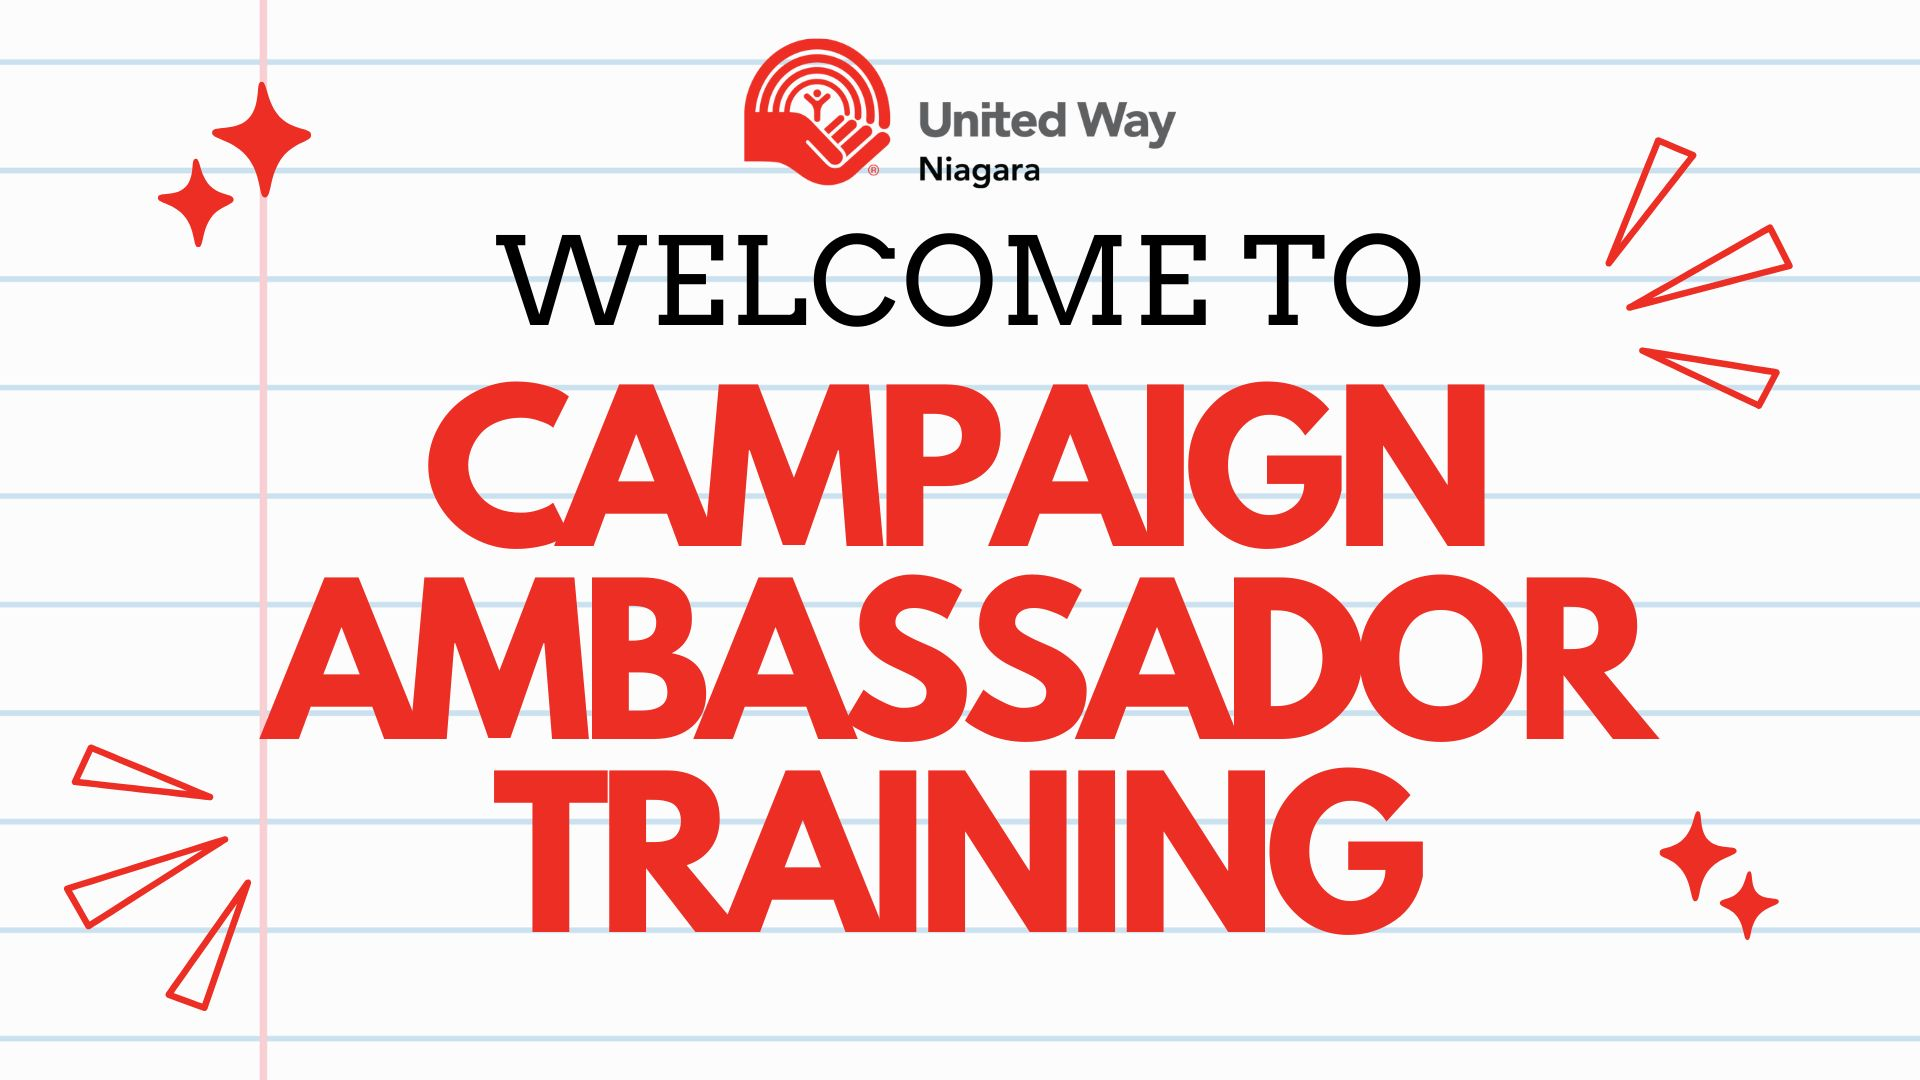 United Way
Niagara
®
WELCOME TO
CAMPAIGN
AMBASSADOR
TRAINING